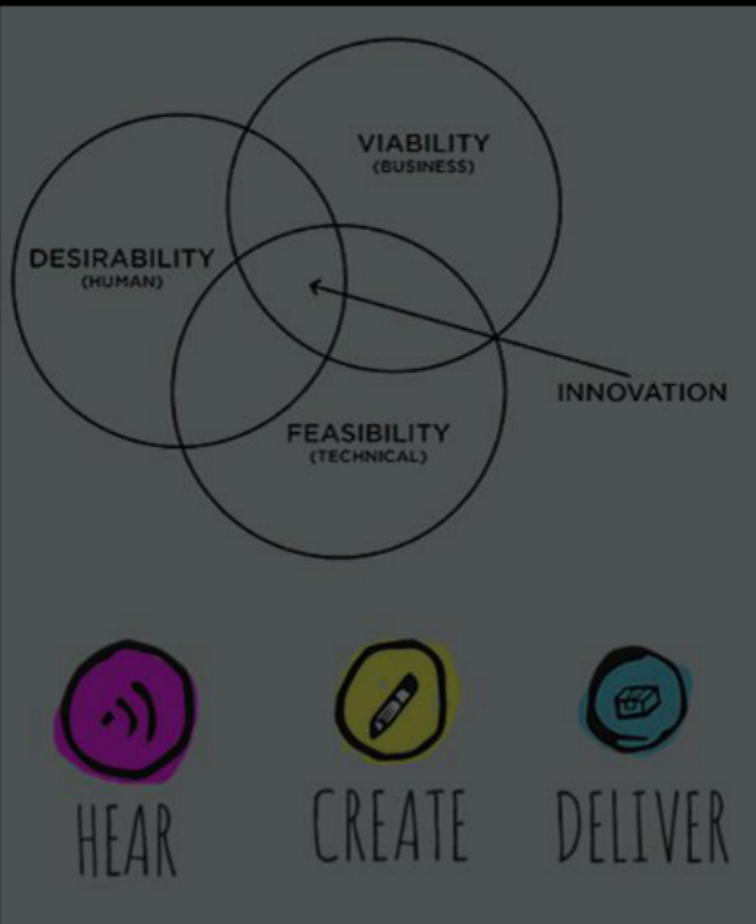 VIABILITY
(BUSINESS)
DESIRABILITY
(HUMAN)
INNOVATION
FEASIBILITY
(TECHNICAL)
HEAR
CREATE
DELIVER